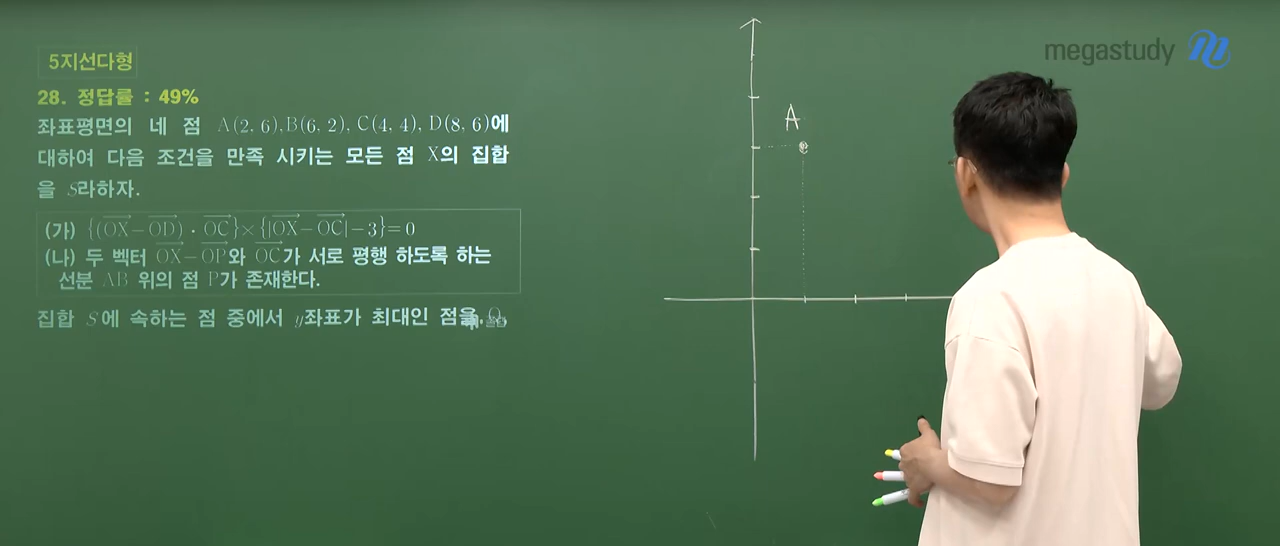 megastudy
5지선다형
28. 정답률 : 49%
좌표평면의 네 점 A(2, 6), B(6, 2), C(4, 4), D(8, 6)에
대하여 다음 조건을 만족 시키는 모든 점 X의 집합
을 S라하자.
(가) {(OX−OD)·OC}×{|OX−OC|−3}=0
(나) 두 벡터 OX−OP와 OC가 서로 평행 하도록 하는
선분 AB 위의 점 P가 존재한다.
집합 S에 속하는 점 중에서 y좌표가 최대인 점을
A